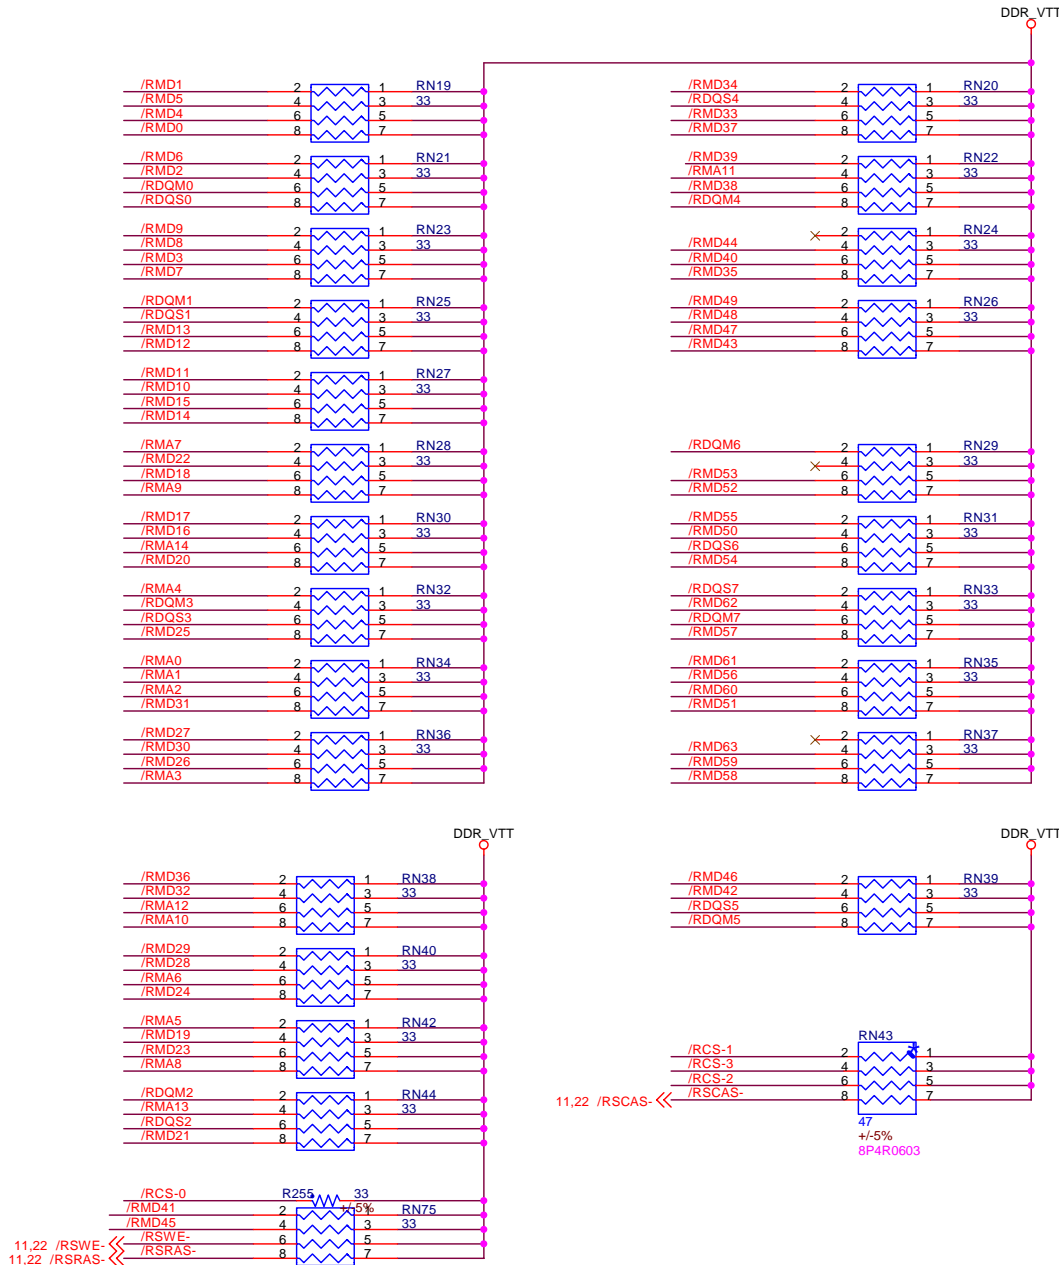 DDR_VTT
/RMD1 2 1 RN19
/RMD5 4 3 33
/RMD4 6 5
/RMD0 8 7
/RMD34 2 1 RN20
/RDQS4 4 3 33
/RMD33 6 5
/RMD37 8 7
/RMD6 2 1 RN21
/RMD2 4 3 33
/RDQM0 6 5
/RDQS0 8 7
/RMD39 2 1 RN22
/RMA11 4 3 33
/RMD38 6 5
/RDQM4 8 7
/RMD9 2 1 RN23
/RMD8 4 3 33
/RMD3 6 5
/RMD7 8 7
2 1 RN24
/RMD44 4 3 33
/RMD40 6 5
/RMD35 8 7
/RDQM1 2 1 RN25
/RDQS1 4 3 33
/RMD13 6 5
/RMD12 8 7
/RMD49 2 1 RN26
/RMD48 4 3 33
/RMD47 6 5
/RMD43 8 7
/RMD11 2 1 RN27
/RMD10 4 3 33
/RMD15 6 5
/RMD14 8 7
/RMA7 2 1 RN28
/RMD22 4 3 33
/RMD18 6 5
/RMA9 8 7
/RDQM6 2 1 RN29
4 3 33
/RMD53 6 5
/RMD52 8 7
/RMD17 2 1 RN30
/RMD16 4 3 33
/RMA14 6 5
/RMD20 8 7
/RMD55 2 1 RN31
/RMD50 4 3 33
/RDQS6 6 5
/RMD54 8 7
/RMA4 2 1 RN32
/RDQM3 4 3 33
/RDQS3 6 5
/RMD25 8 7
/RDQS7 2 1 RN33
/RMD62 4 3 33
/RDQM7 6 5
/RMD57 8 7
/RMA0 2 1 RN34
/RMA1 4 3 33
/RMA2 6 5
/RMD31 8 7
/RMD61 2 1 RN35
/RMD56 4 3 33
/RMD60 6 5
/RMD51 8 7
/RMD27 2 1 RN36
/RMD30 4 3 33
/RMD26 6 5
/RMA3 8 7
2 1 RN37
/RMD63 4 3 33
/RMD59 6 5
/RMD58 8 7
DDR_VTT
/RMD36 2 1 RN38
/RMD32 4 3 33
/RMA12 6 5
/RMA10 8 7
DDR_VTT
/RMD46 2 1 RN39
/RMD42 4 3 33
/RDQS5 6 5
/RDQM5 8 7
/RMD29 2 1 RN40
/RMD28 4 3 33
/RMA6 6 5
/RMD24 8 7
/RMA5 2 1 RN42
/RMD19 4 3 33
/RMD23 6 5
/RMA8 8 7
RN43
/RCS-1 2 1
/RCS-3 4 3
/RCS-2 6 5
11,22 /RSCAS- /RSCAS- 8 7
47
+/-5%
8P4R0603
/RDQM2 2 1 RN44
/RMA13 4 3 33
/RDQS2 6 5
/RMD21 8 7
/RCS-0 R255 33
+/-5%
/RMD41 2 1 RN75
/RMD45 4 3 33
11,22 /RSWE- /RSWE- 6 5
11,22 /RSRAS- /RSRAS- 8 7